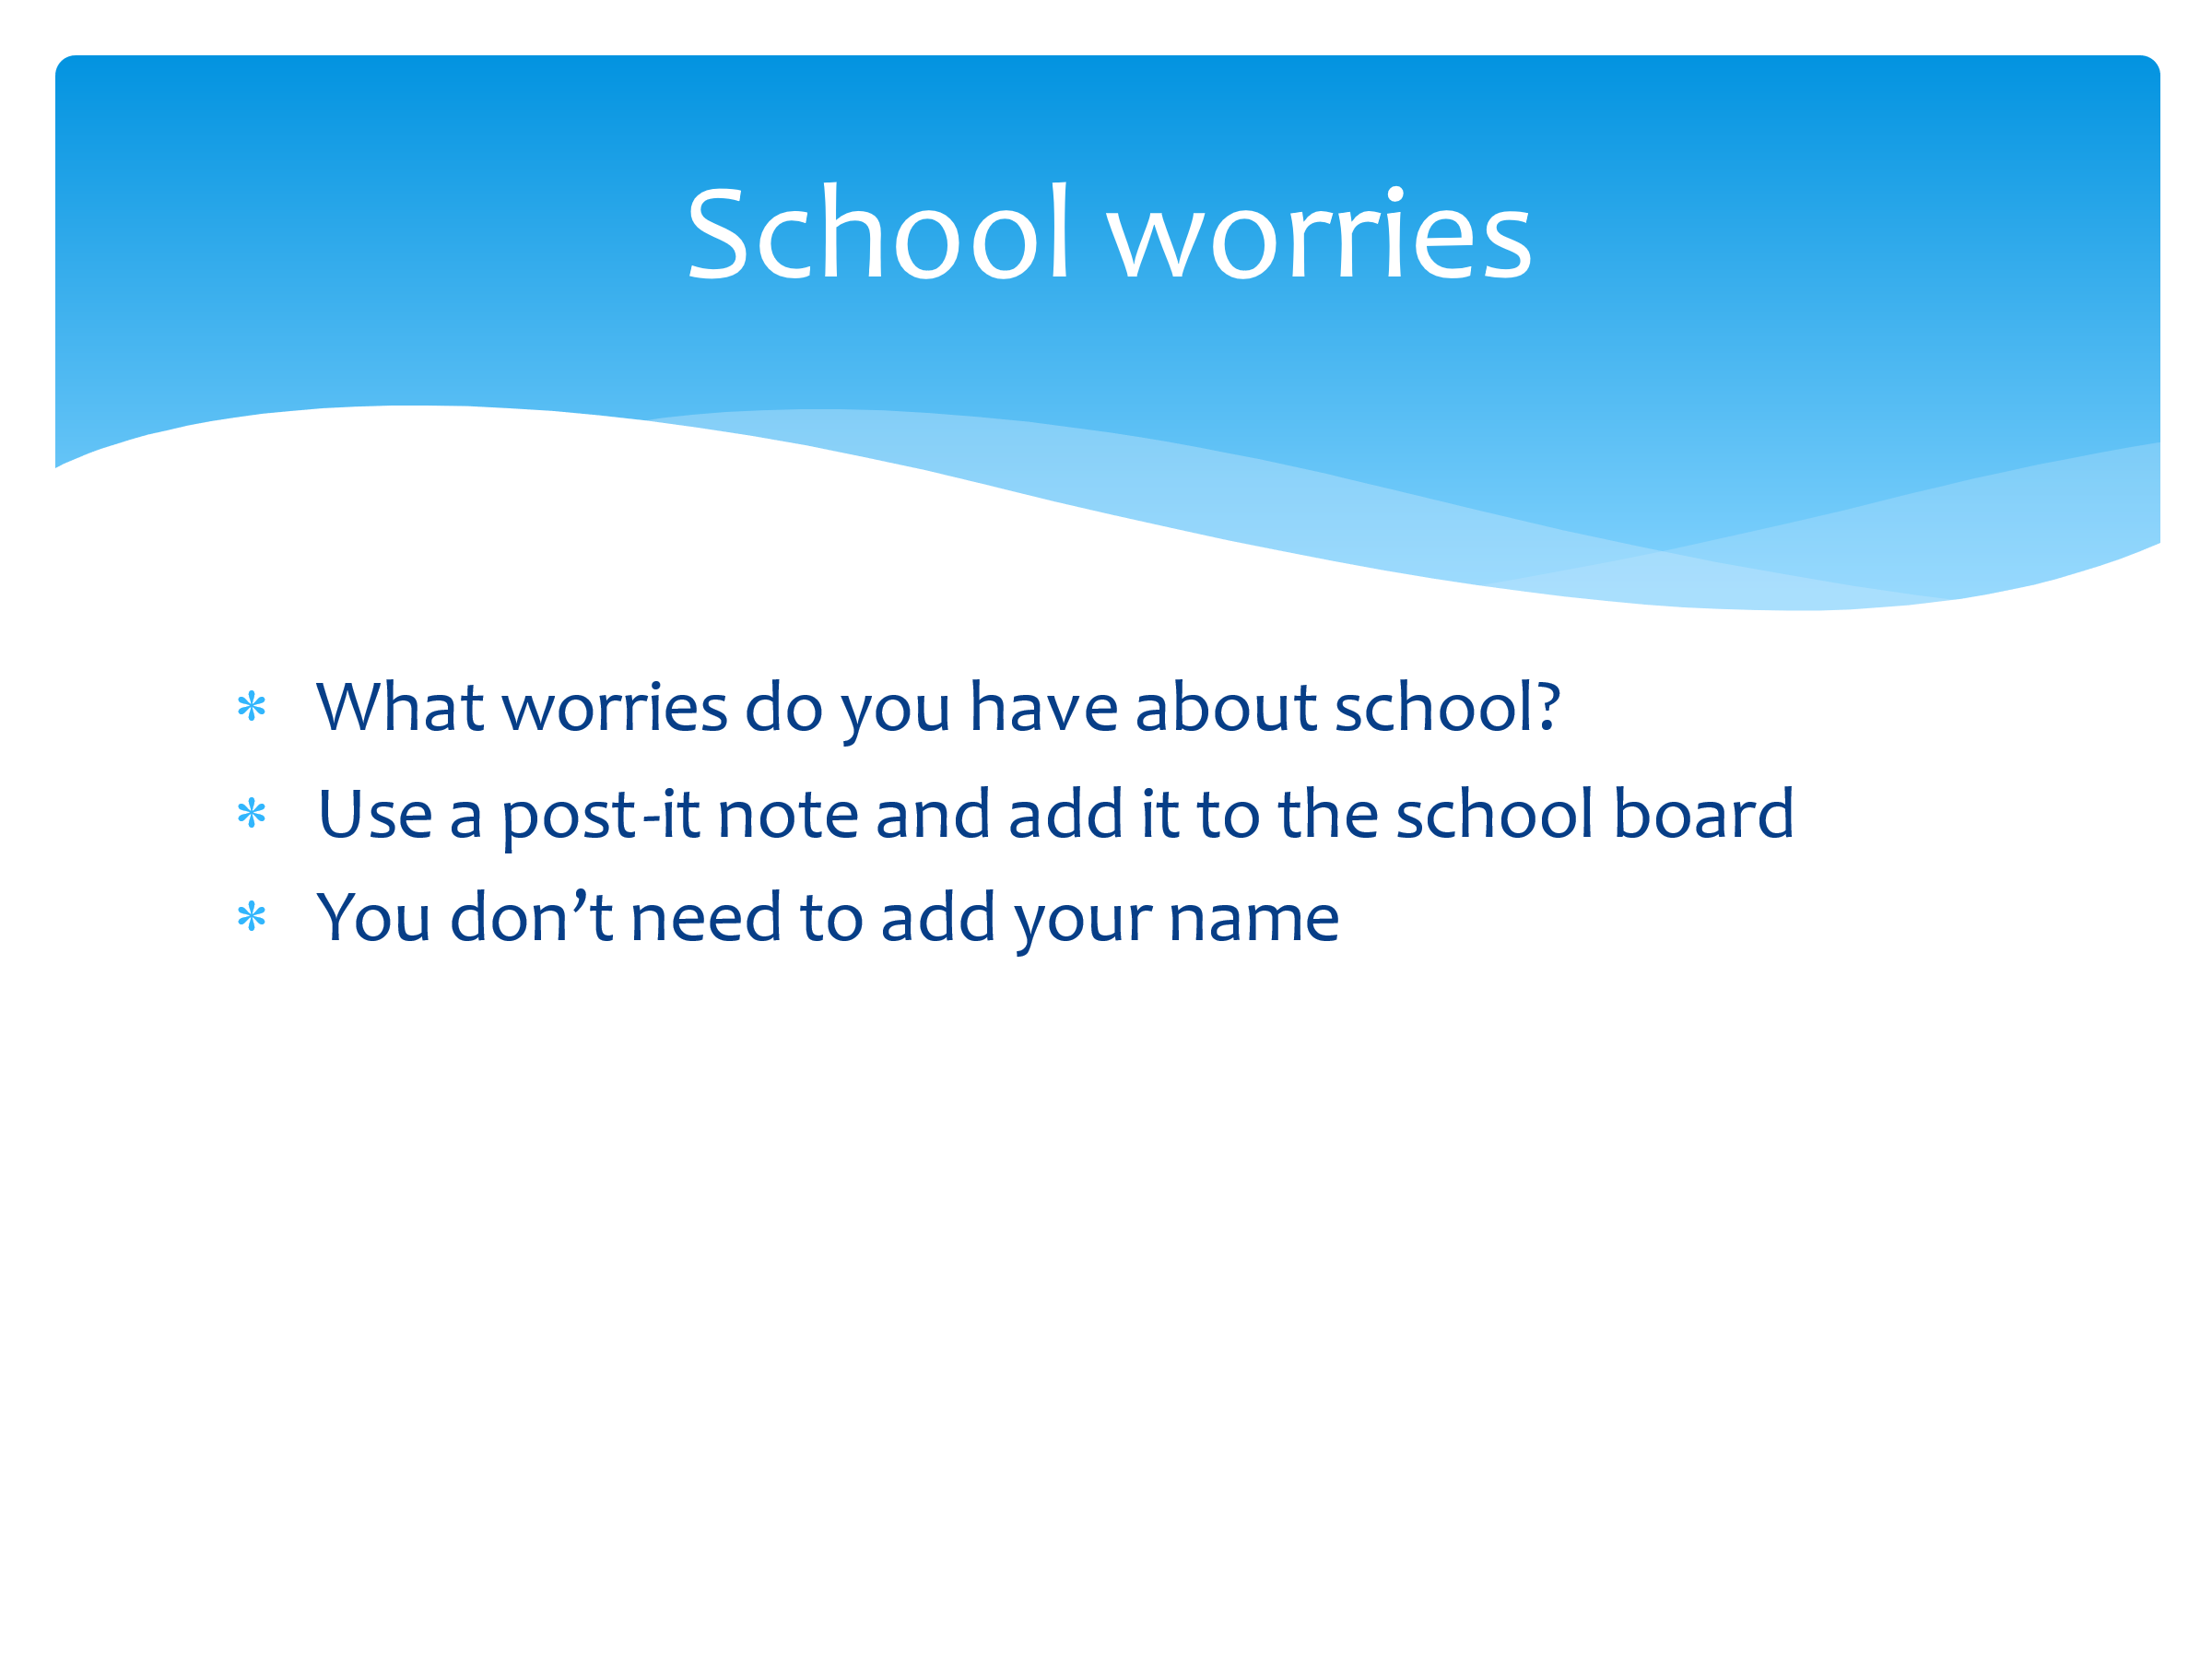 School worries
* What worries do you have about school?
* Use a post-it note and add it to the school board
* You don’t need to add your name